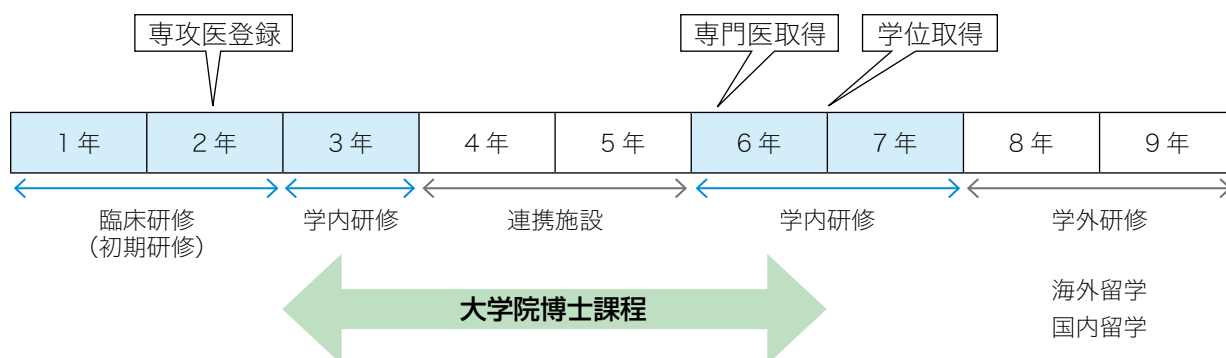 専攻医登録
専門医取得
学位取得
1 年
2 年
3 年
4 年
5 年
6 年
7 年
8 年
9 年
臨床研修
（初期研修）
学内研修
連携施設
学内研修
学外研修
大学院博士課程
海外留学
国内留学